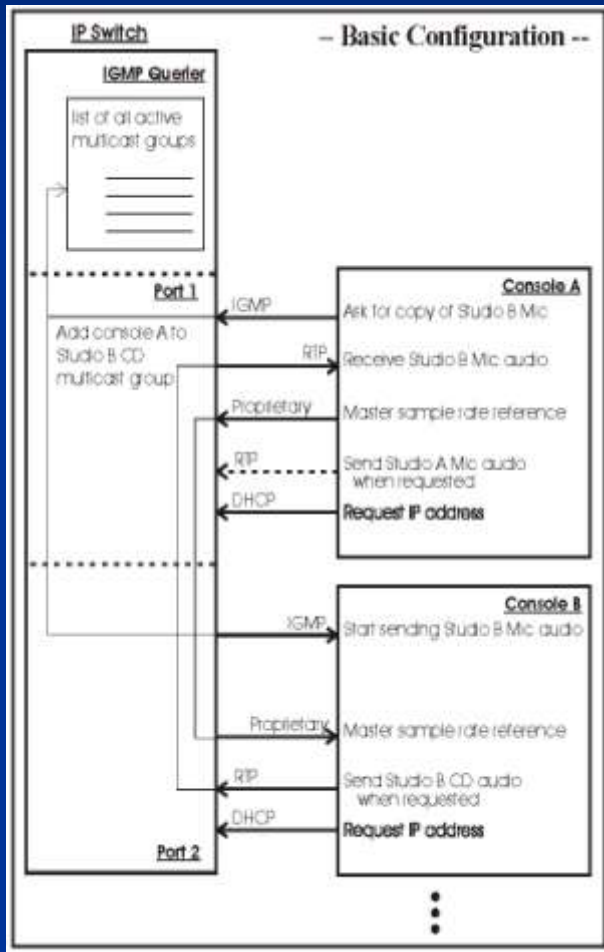 IP Switch
– Basic Configuration --
IGMP Querier
list of all active
multicast groups
Port 1
Console A
IGMP
Ask for copy of Studio B Mic
Add console A to
Studio B CD
multicast group
RTP
Receive Studio B Mic audio
Proprietary
Master sample rate reference
RTP
Send Studio A Mic audio
when requested
DHCP
Request IP address
Console B
IGMP
Start sending Studio B Mic audio
Proprietary
Master sample rate reference
RTP
Send Studio B CD audio
when requested
DHCP
Request IP address
Port 2